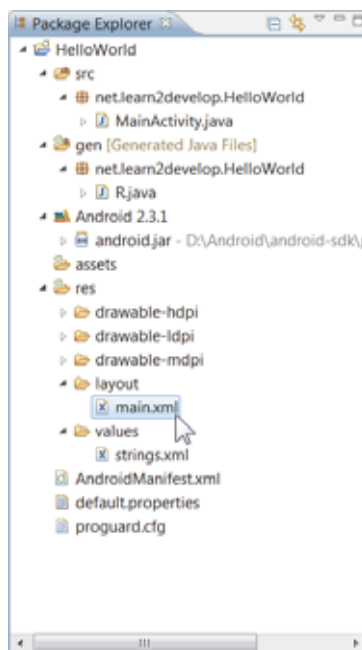 Package Explorer
HelloWorld
src
net.learn2develop.HelloWorld
MainActivity.java
gen [Generated Java Files]
net.learn2develop.HelloWorld
R.java
Android 2.3.1
android.jar - D:\Android\android-sdk\
assets
res
drawable-hdpi
drawable-ldpi
drawable-mdpi
layout
main.xml
values
strings.xml
AndroidManifest.xml
default.properties
proguard.cfg